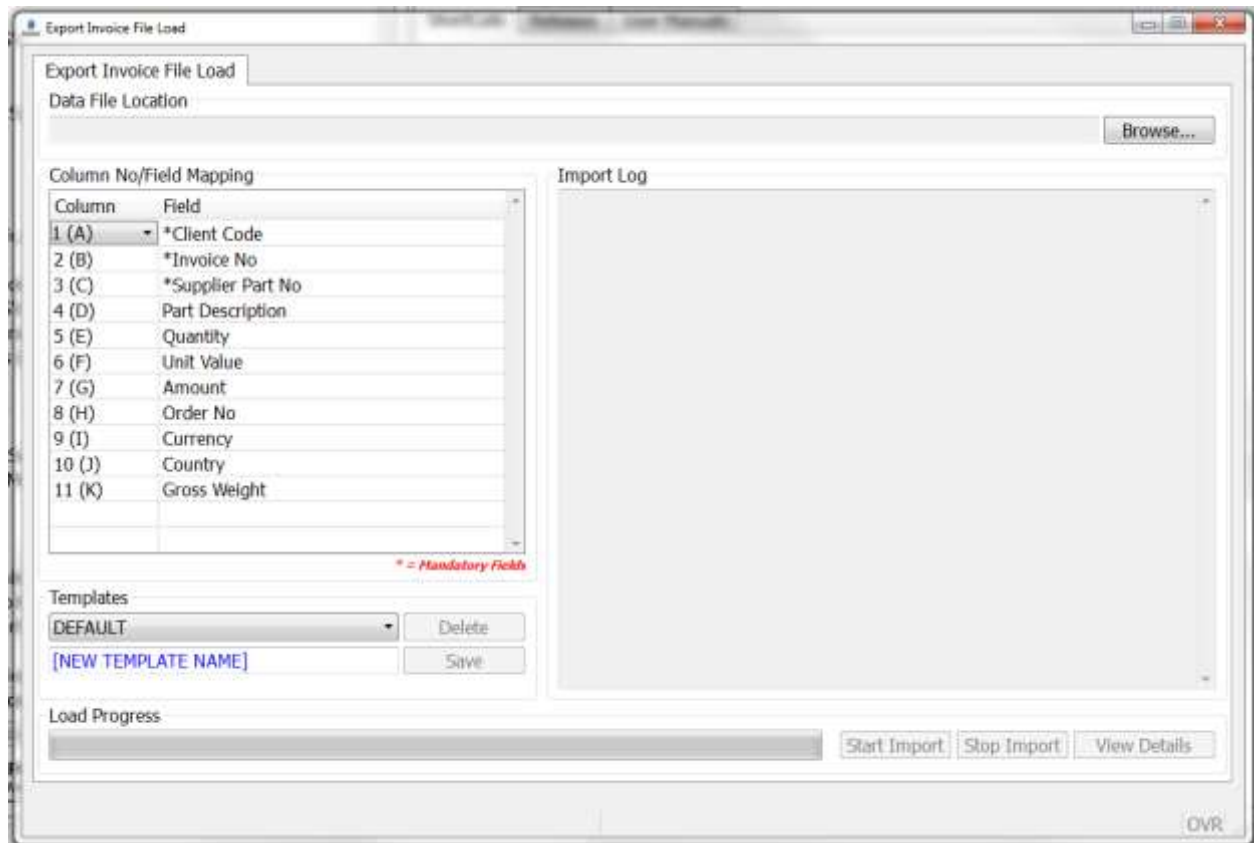 Export Invoice File Load
Export Invoice File Load
Data File Location
Browse...
Column No/Field Mapping
Column Field
1 (A) *Client Code
2 (B) *Invoice No
3 (C) *Supplier Part No
4 (D) Part Description
5 (E) Quantity
6 (F) Unit Value
7 (G) Amount
8 (H) Order No
9 (I) Currency
10 (J) Country
11 (K) Gross Weight
* = Mandatory Fields
Import Log
Templates
DEFAULT Delete
[NEW TEMPLATE NAME] Save
Load Progress
Start Import Stop Import View Details
OVR